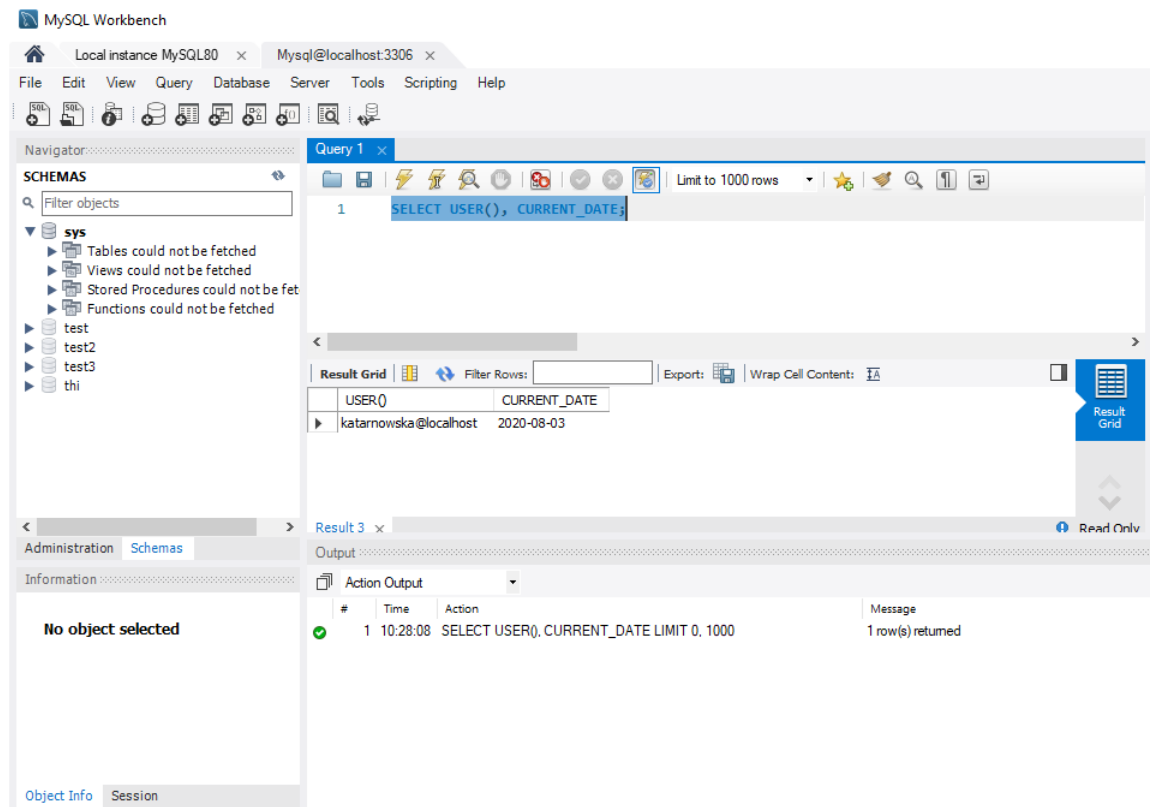 MySQL Workbench
Local instance MySQL80 Mysql@localhost:3306
File Edit View Query Database Server Tools Scripting Help
Navigator
SCHEMAS
Filter objects
sys
Tables could not be fetched
Views could not be fetched
Stored Procedures could not be fet
Functions could not be fetched
test
test2
test3
thi
Administration Schemas
Information
No object selected
Object Info Session
Query 1
Limit to 1000 rows
1 SELECT USER(), CURRENT_DATE;
Result Grid Filter Rows: Export: Wrap Cell Content:
USER() CURRENT_DATE
katarnowska@localhost 2020-08-03
Result Grid
Result 3 Read Only
Output
Action Output
# Time Action Message
1 10:28:08 SELECT USER(), CURRENT_DATE LIMIT 0, 1000 1 row(s) returned